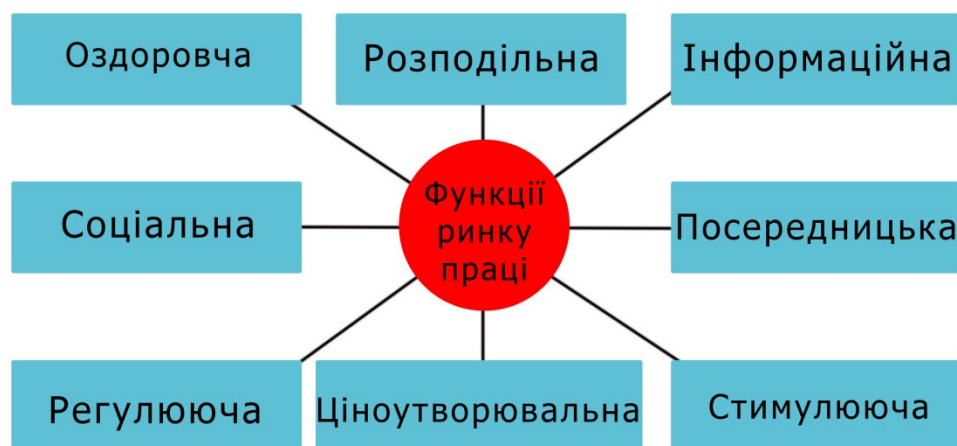 Оздоровча
Розподільна
Інформаційна
Соціальна
Функції
ринку
праці
Посередницька
Регулююча
Ціноутворювальна
Стимулююча